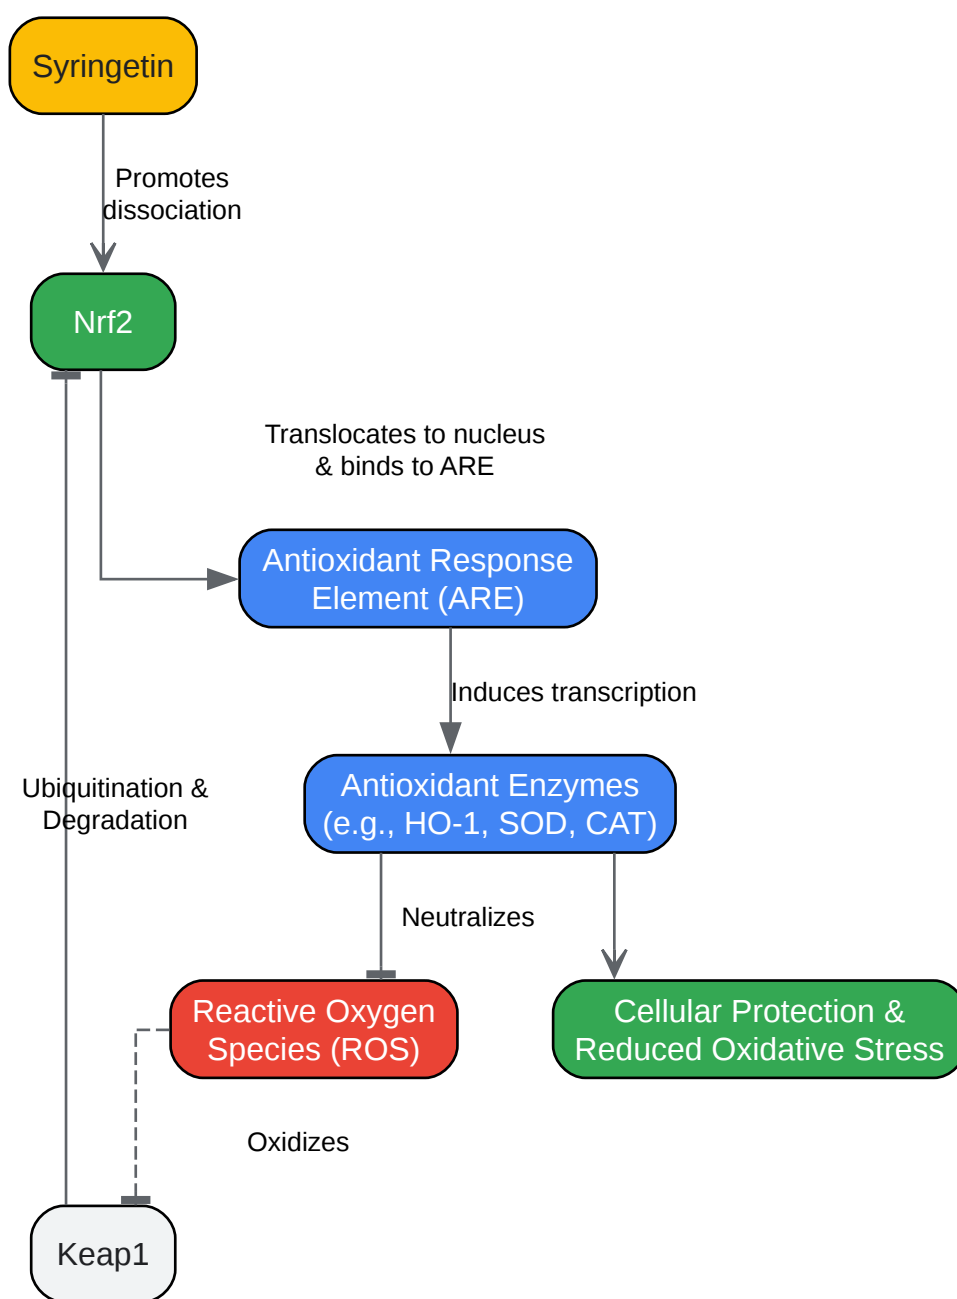 Syringetin
Promotes
dissociation
Nrf2
Translocates to nucleus
& binds to ARE
Antioxidant Response
Element (ARE)
Induces transcription
Ubiquitination &
Degradation
Antioxidant Enzymes
(e.g., HO-1, SOD, CAT)
Neutralizes
Reactive Oxygen
Species (ROS)
Cellular Protection &
Reduced Oxidative Stress
Oxidizes
Keap1